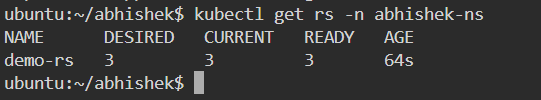 ubuntu:~/abhishek$ kubectl get rs -n abhishek-ns
NAME DESIRED CURRENT READY AGE
demo-rs 3 3 3 64s
ubuntu:~/abhishek$